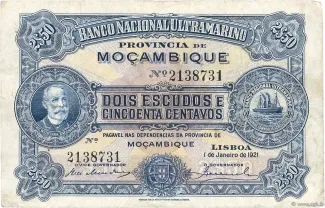 2$50 BANCO NACIONAL ULTRAMARINO 2$50
PROVINCIA DE
MOÇAMBIQUE
Nº 2138731
DOIS ESCUDOS E
CINCOENTA CENTAVOS
PAGAVEL NAS DEPENDENCIAS DA PROVINCIA DE
MOÇAMBIQUE
LISBOA
1 de Janeiro de 1921
Nº 2138731
O VICE GOVERNADOR
O GOVERNADOR
2$50 2$50